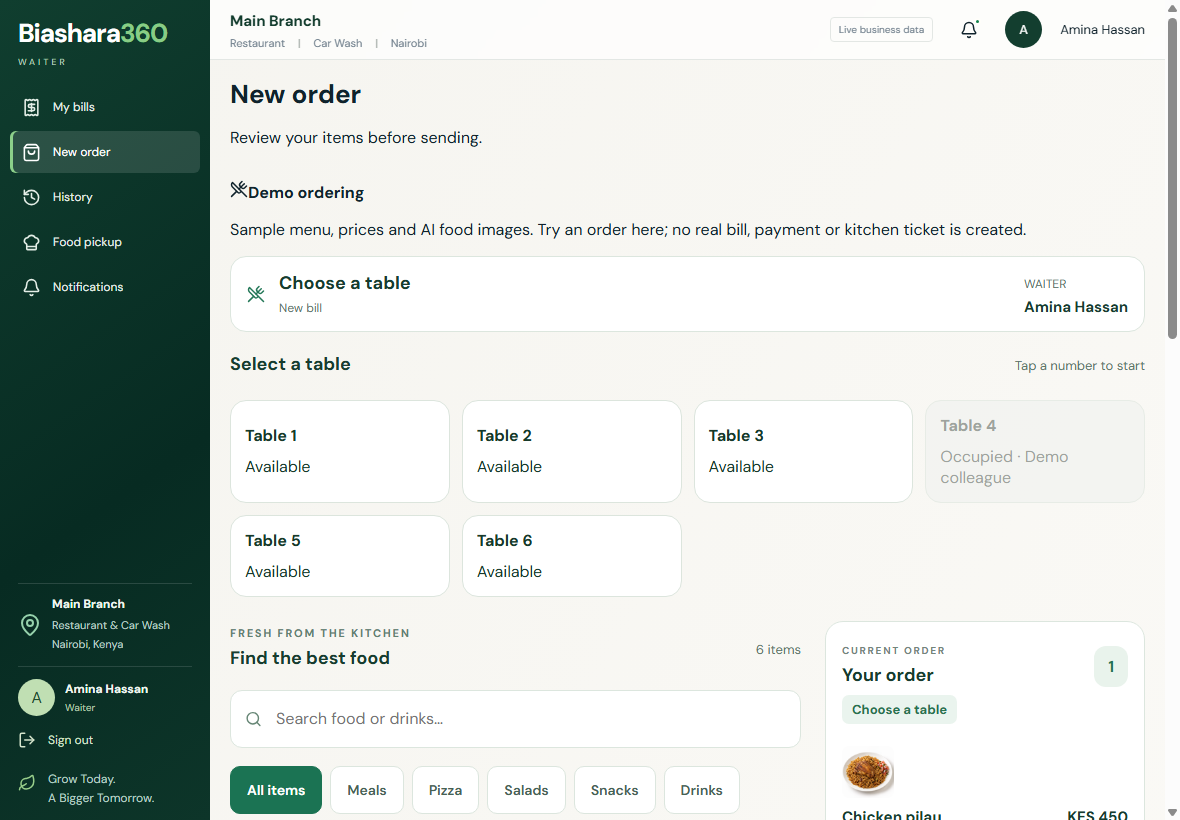 Biashara360
WAITER
My bills
New order
History
Food pickup
Notifications
Main Branch
Restaurant & Car Wash
Nairobi, Kenya
A
Amina Hassan
Waiter
Sign out
Grow Today.
A Bigger Tomorrow.
Main Branch
Restaurant | Car Wash | Nairobi
Live business data
A
Amina Hassan
New order
Review your items before sending.
Demo ordering
Sample menu, prices and AI food images. Try an order here; no real bill, payment or kitchen ticket is created.
Choose a table
New bill
WAITER
Amina Hassan
Select a table
Tap a number to start
Table 1
Available
Table 2
Available
Table 3
Available
Table 4
Occupied · Demo
colleague
Table 5
Available
Table 6
Available
FRESH FROM THE KITCHEN
Find the best food
6 items
Search food or drinks...
All items
Meals
Pizza
Salads
Snacks
Drinks
CURRENT ORDER
Your order
1
Choose a table
Chicken pilau
KES 450